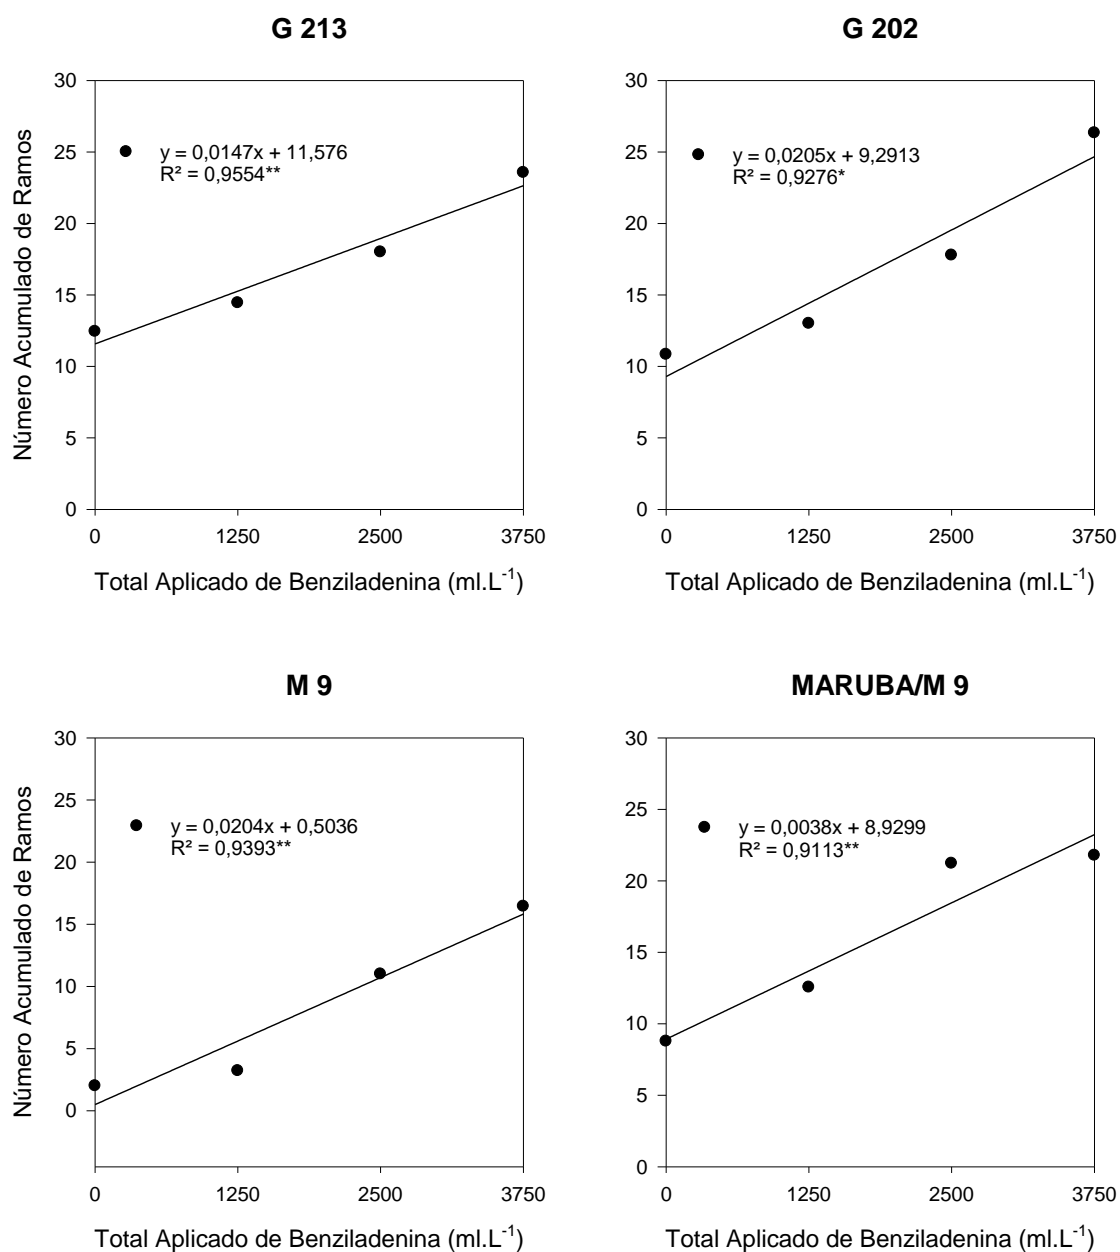 G 213
Número Acumulado de Ramos
30
25
20
15
10
5
0
y = 0,0147x + 11,576
R² = 0,9554**
0 1250 2500 3750
Total Aplicado de Benziladenina (ml.L⁻¹)
G 202
30
25
20
15
10
5
0
y = 0,0205x + 9,2913
R² = 0,9276*
0 1250 2500 3750
Total Aplicado de Benziladenina (ml.L⁻¹)
M 9
Número Acumulado de Ramos
30
25
20
15
10
5
0
y = 0,0204x + 0,5036
R² = 0,9393**
0 1250 2500 3750
Total Aplicado de Benziladenina (ml.L⁻¹)
MARUBA/M 9
30
25
20
15
10
5
0
y = 0,0038x + 8,9299
R² = 0,9113**
0 1250 2500 3750
Total Aplicado de Benziladenina (ml.L⁻¹)